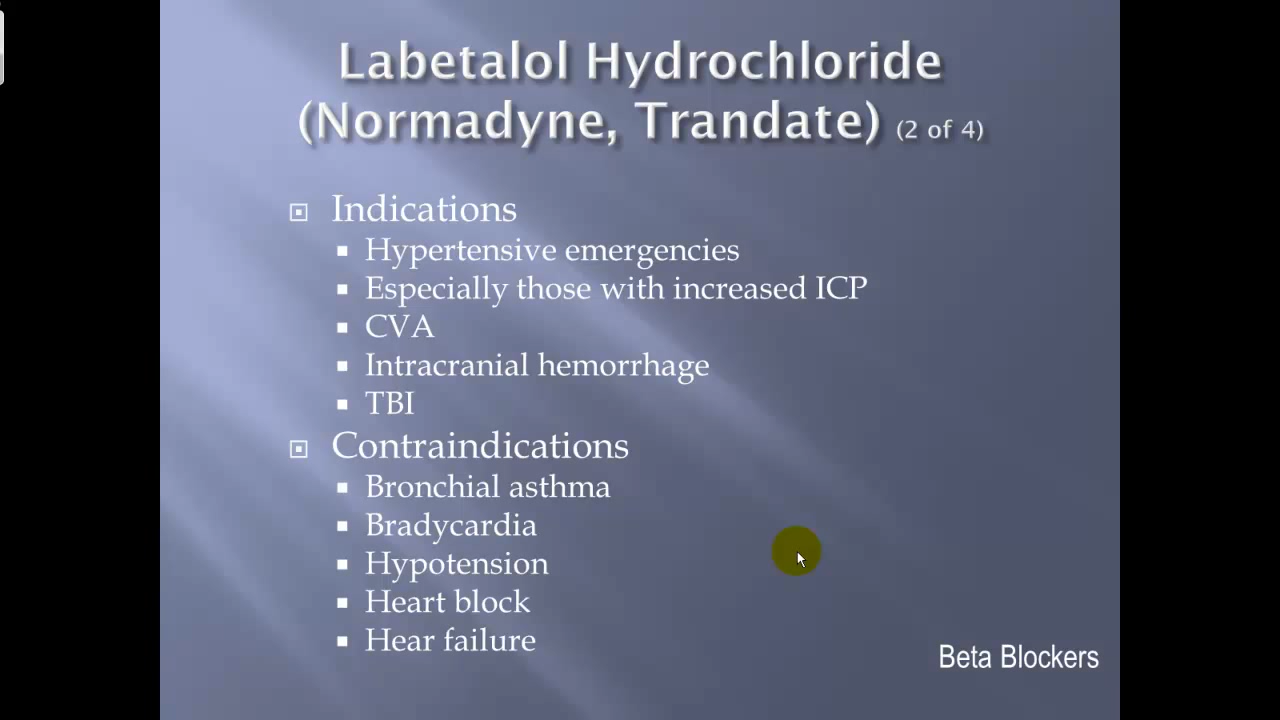 Labetalol Hydrochloride
(Normadyne, Trandate) (2 of 4)
Indications
Hypertensive emergencies
Especially those with increased ICP
CVA
Intracranial hemorrhage
TBI
Contraindications
Bronchial asthma
Bradycardia
Hypotension
Heart block
Hear failure
Beta Blockers